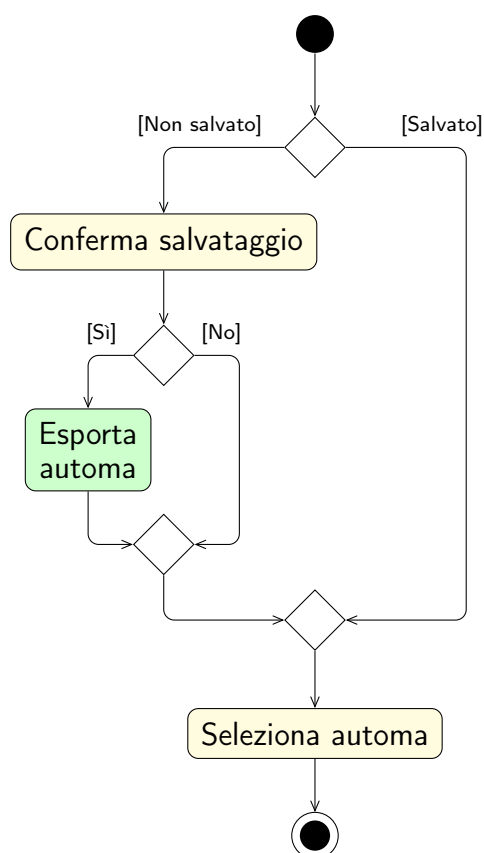 [Non salvato]
[Salvato]
Conferma salvataggio
[Sì]
[No]
Esporta
automa
Seleziona automa